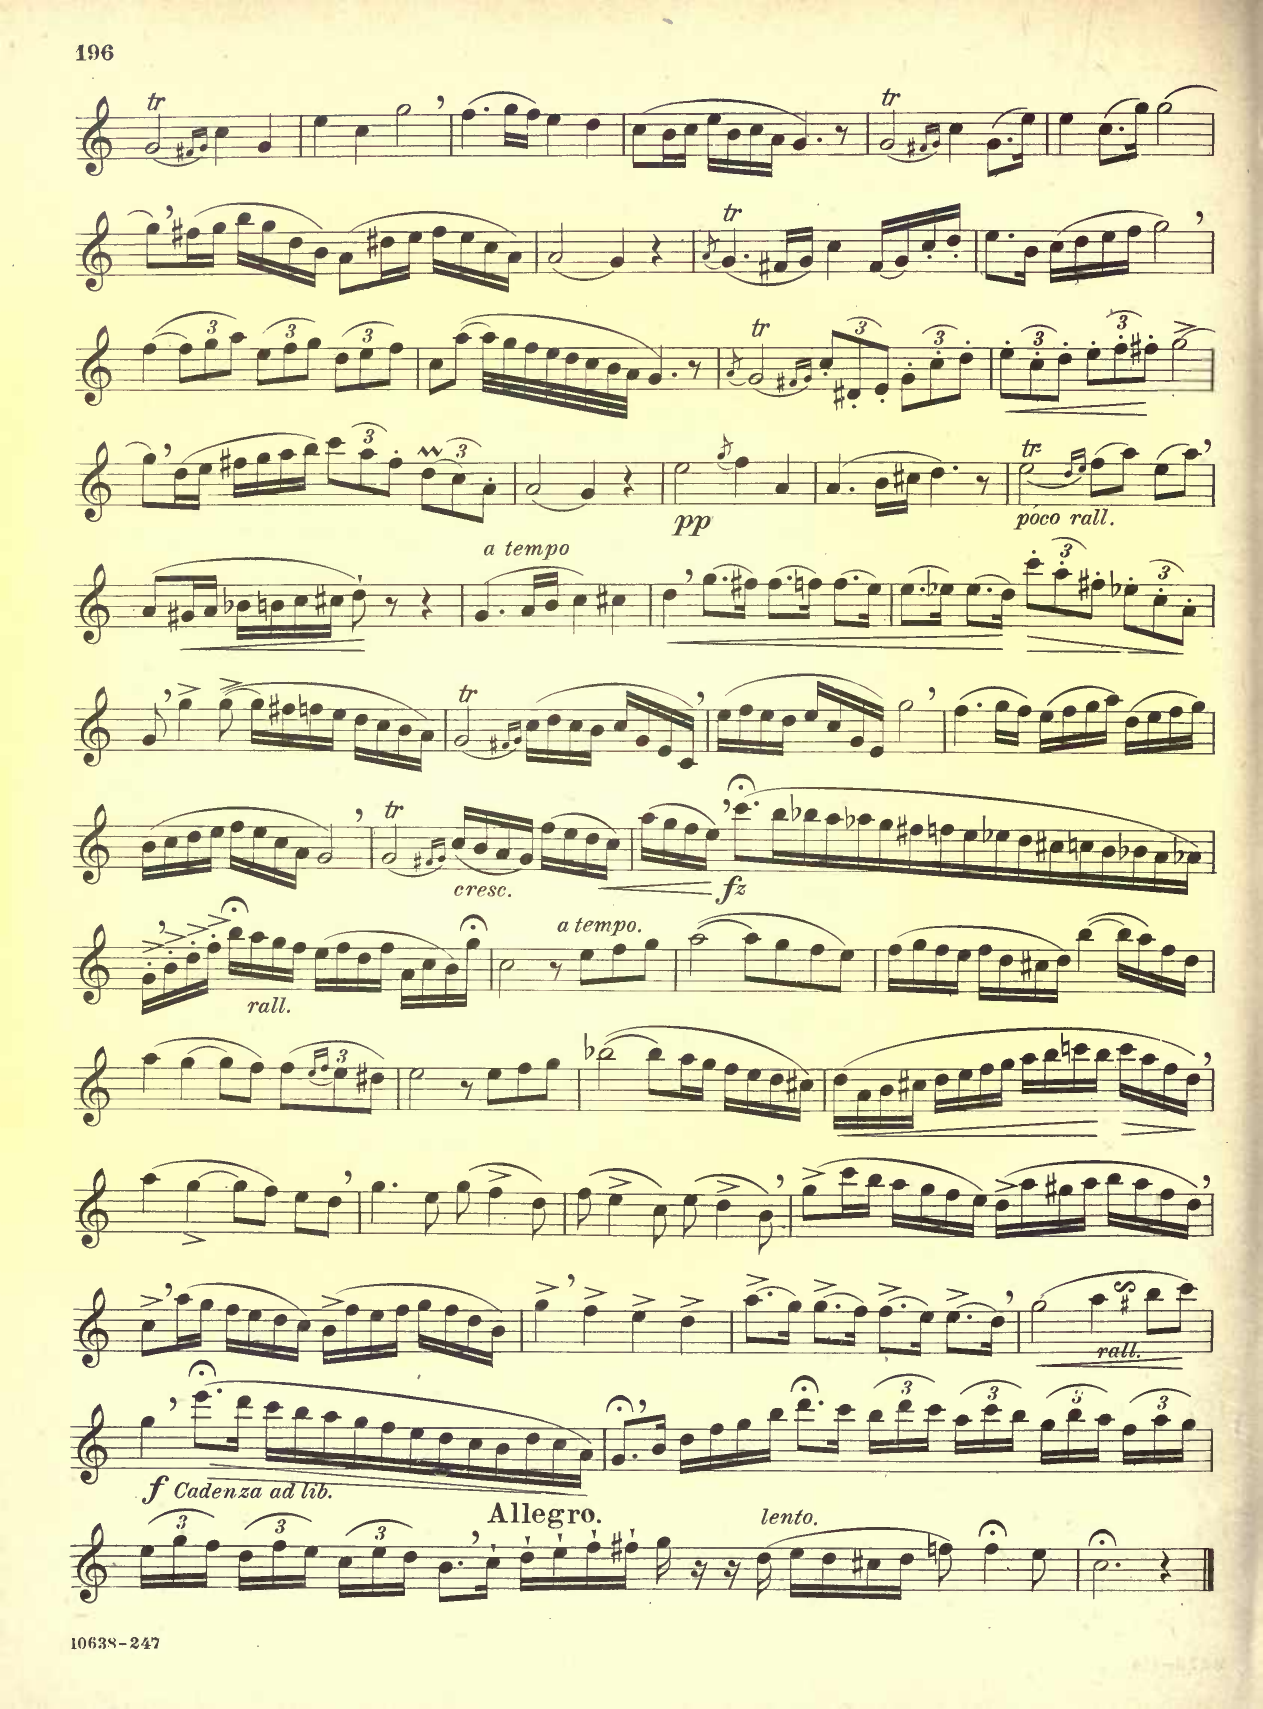 196
tr tr
tr
3 3 3 tr 3 3 3 3
3 3 tr
pp poco rall.
a tempo
3 3 3
tr
tr
cresc. fz
a tempo.
rall.
3
rall.
3 3 3 3
f Cadenza ad lib.
Allegro. lento.
3 3 3
10638-247